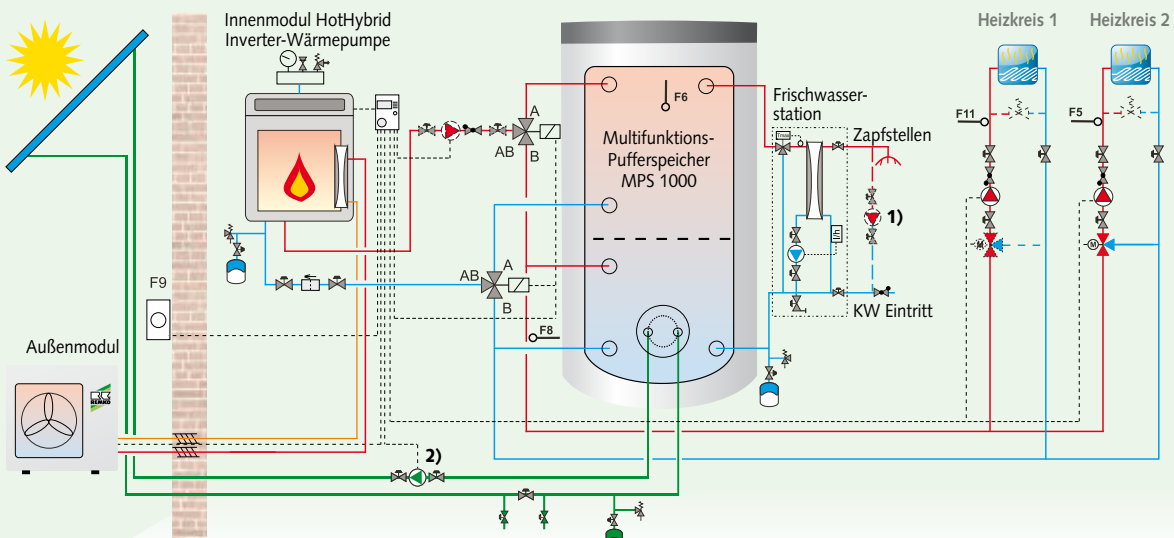 Innenmodul HotHybrid
Inverter-Wärmepumpe
Heizkreis 1
Heizkreis 2
F6
Multifunktions-
Pufferspeicher
MPS 1000
Frischwasser-
station
Zapfstellen
F11
F5
A
AB
B
1)
l/h
M
M
F9
A
AB
B
F8
KW Eintritt
Außenmodul
REMKO
2)